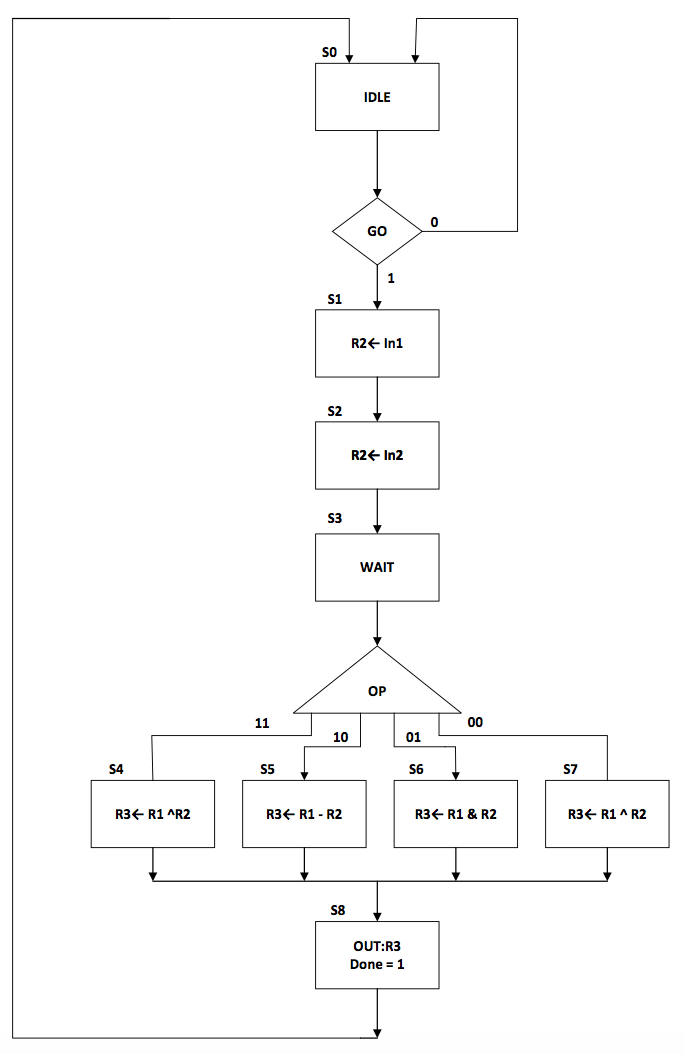 S0
IDLE
GO
0
1
S1
R2← In1
S2
R2← In2
S3
WAIT
OP
11
10
01
00
S4
S5
S6
S7
R3← R1 ^R2
R3← R1 - R2
R3← R1 & R2
R3← R1 ^ R2
S8
OUT:R3
Done = 1